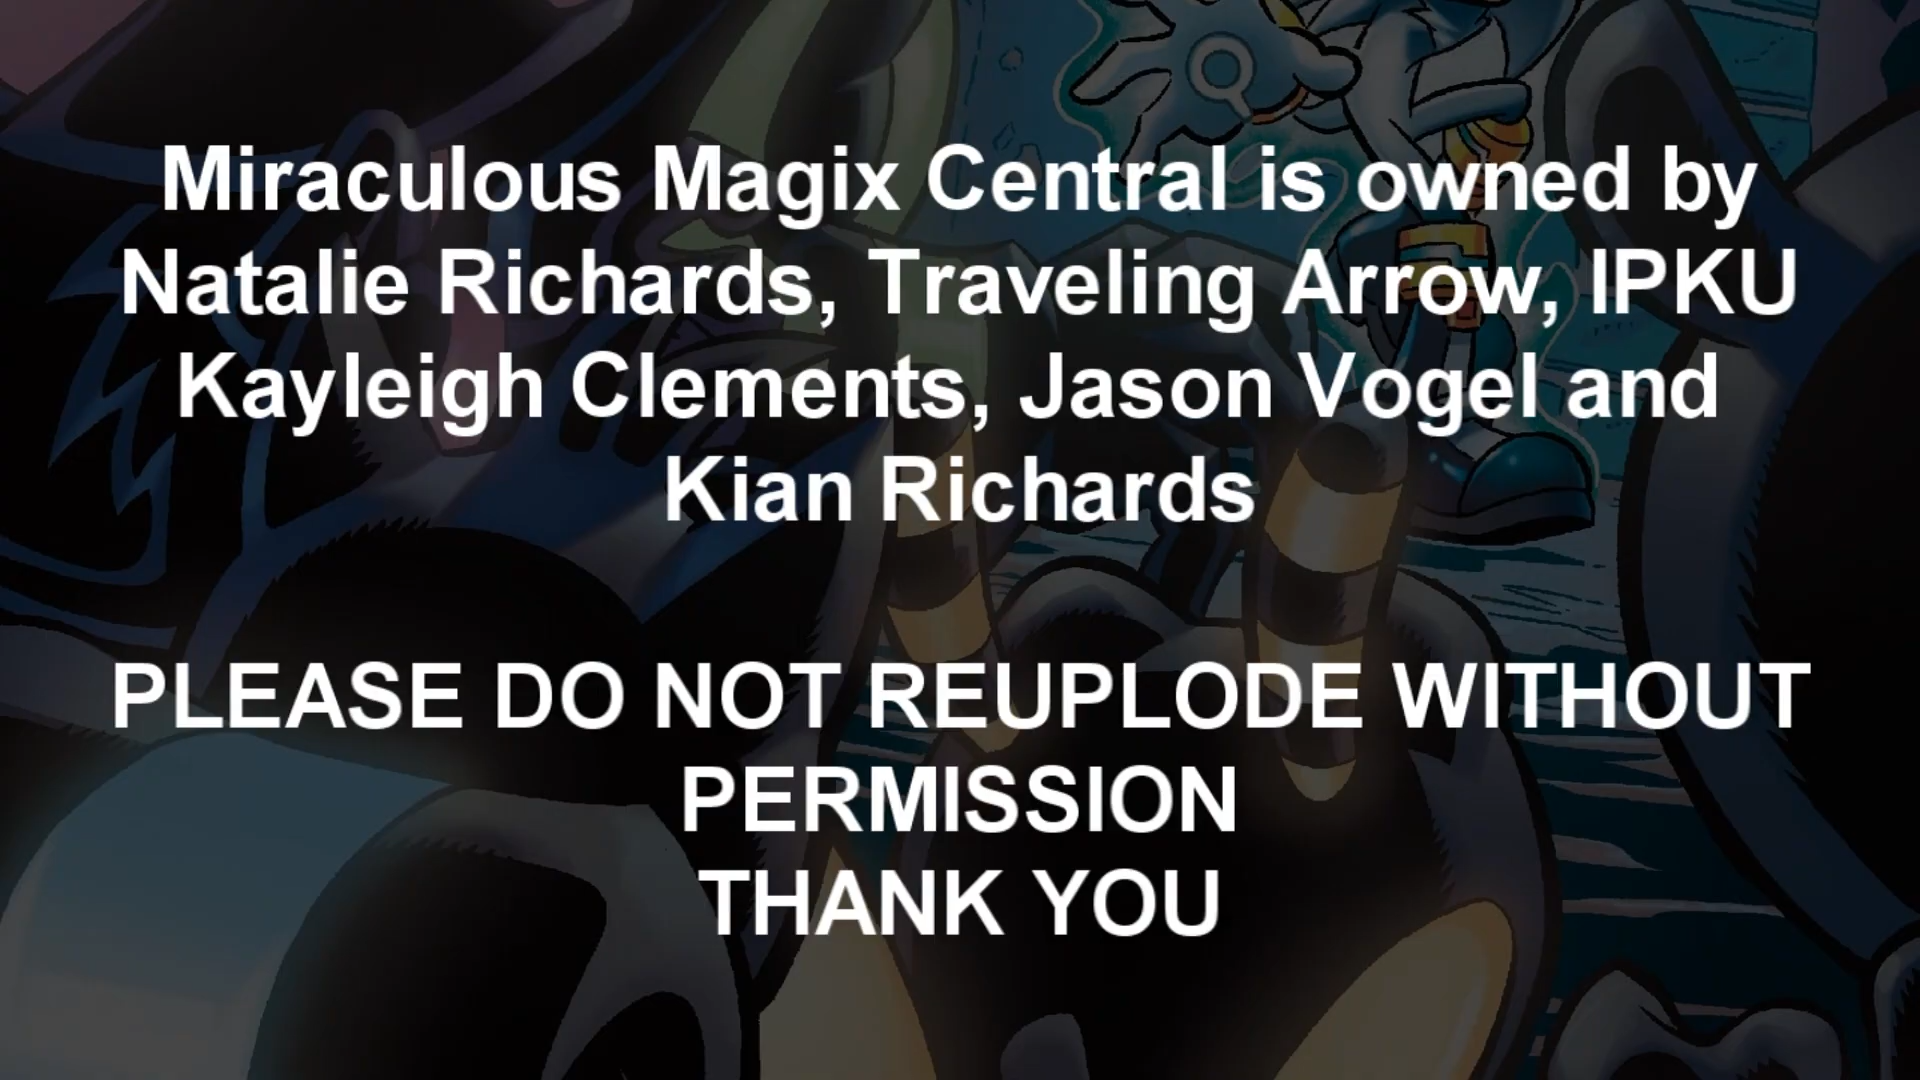 Miraculous Magix Central is owned by
Natalie Richards, Traveling Arrow, IPKU
Kayleigh Clements, Jason Vogel and
Kian Richards
PLEASE DO NOT REUPLODE WITHOUT
PERMISSION
THANK YOU